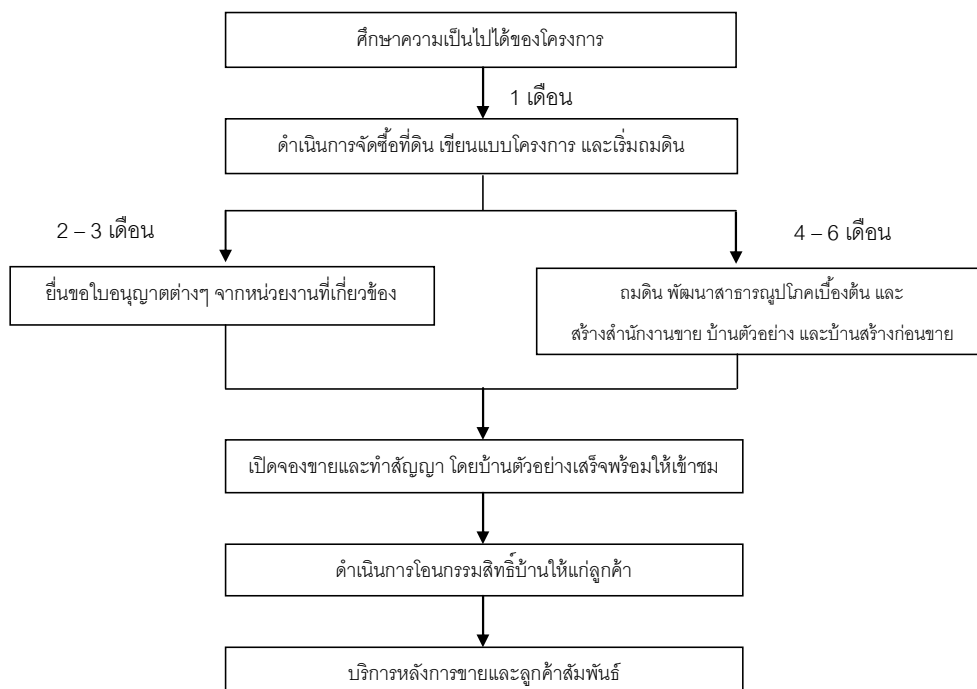 ศึกษาความเป็นไปได้ของโครงการ
1 เดือน
ดำเนินการจัดซื้อที่ดิน เขียนแบบโครงการ และเริ่มถมดิน
2 – 3 เดือน
4 – 6 เดือน
ยื่นขอใบอนุญาตต่างๆ จากหน่วยงานที่เกี่ยวข้อง
ถมดิน พัฒนาสาธารณูปโภคเบื้องต้น และ
สร้างสำนักงานขาย บ้านตัวอย่าง และบ้านสร้างก่อนขาย
เปิดจองขายและทำสัญญา โดยบ้านตัวอย่างเสร็จพร้อมให้เข้าชม
ดำเนินการโอนกรรมสิทธิ์บ้านให้แก่ลูกค้า
บริการหลังการขายและลูกค้าสัมพันธ์